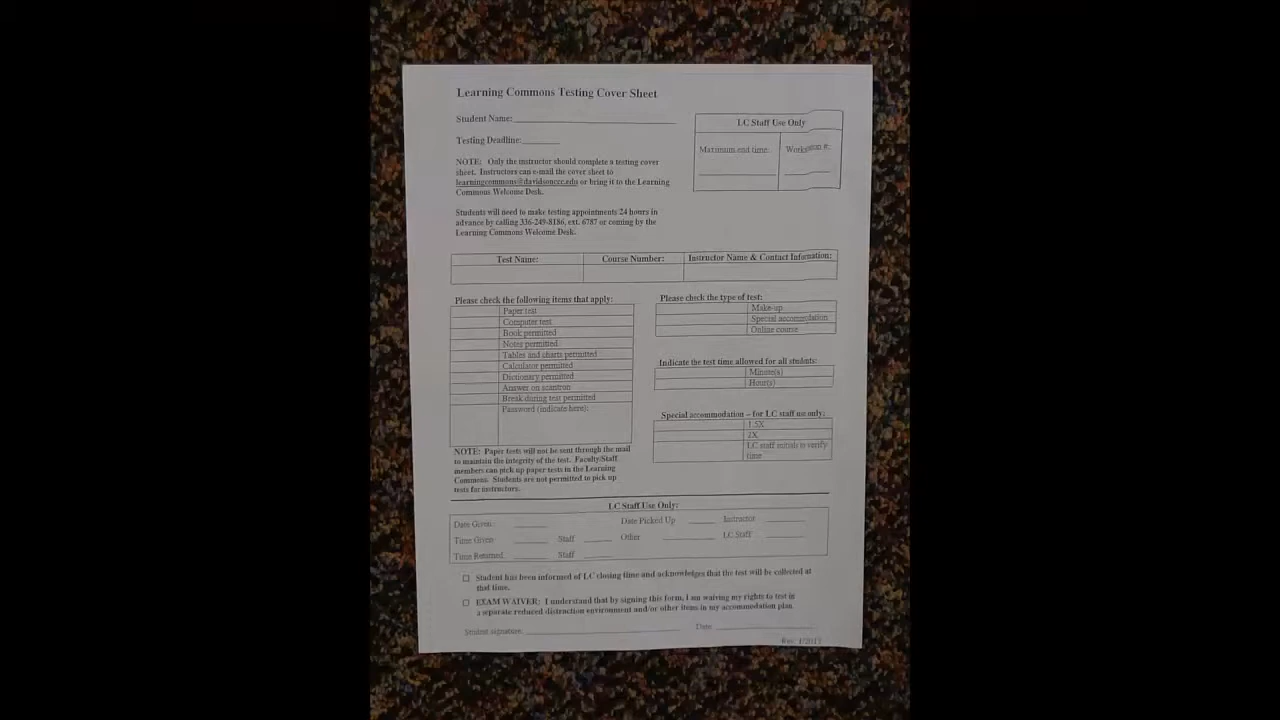 Learning Commons Testing Cover Sheet
Student Name:
LC Staff Use Only
Testing Deadline:
Maximum end time:
Workstation #:
NOTE: Only the instructor should complete a testing cover
sheet. Instructors can e-mail the cover sheet to
learningcommons@davidsonccc.edu or bring it to the Learning
Commons Welcome Desk.
Students will need to make testing appointments 24 hours in
advance by calling 336-249-8186, ext. 6787 or coming by the
Learning Commons Welcome Desk.
Test Name: Course Number: Instructor Name & Contact Information:
Please check the following items that apply:
Paper test
Computer test
Book permitted
Notes permitted
Tables and charts permitted
Calculator permitted
Dictionary permitted
Answer on scantron
Break during test permitted
Password (indicate here):
NOTE: Paper tests will not be sent through the mail
to maintain the integrity of the test. Faculty/Staff
members can pick up paper tests in the Learning
Commons. Students are not permitted to pick up
tests for instructors.
Please check the type of test:
Make-up
Special accomodation
Online course
Indicate the test time allowed for all students:
Minute(s)
Hour(s)
Special accommodation – for LC staff use only:
1.5X
2X
LC staff initials to verify
time
LC Staff Use Only:
Date Given: Date Picked Up Instructor
Time Given: Staff Other LC Staff
Time Returned: Staff
Student has been informed of LC closing time and acknowledges that the test will be collected at
that time.
EXAM WAIVER: I understand that by signing this form, I am waiving my rights to test in
a separate reduced distraction environment and/or other items in my accommodation plan.
Student signature: Date:
Rev. 1/2013